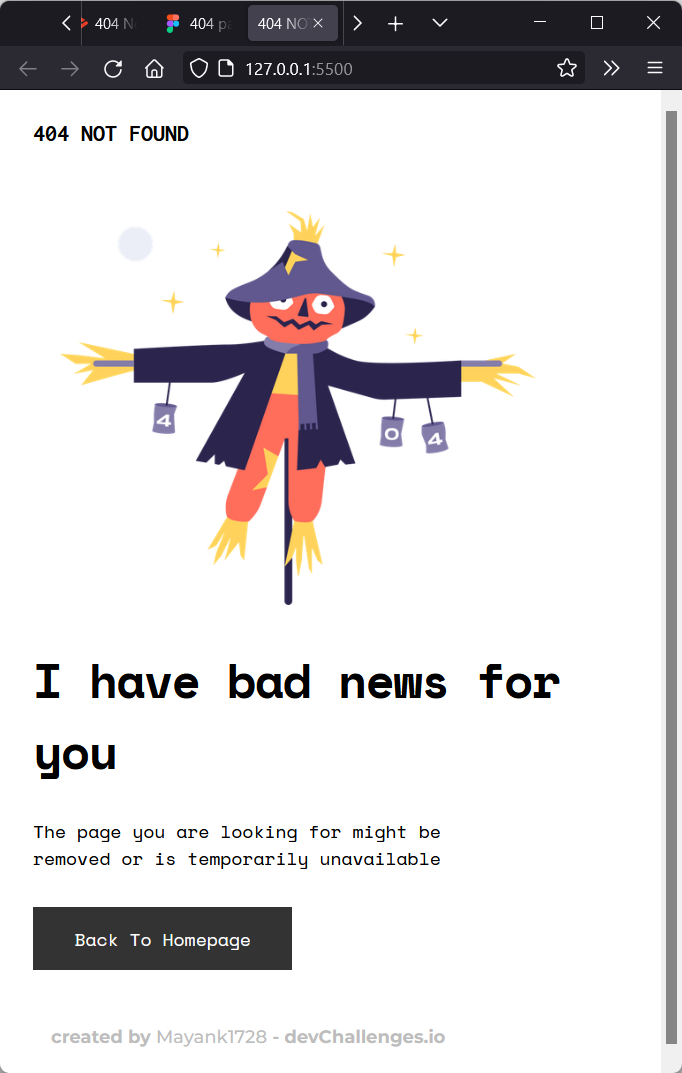 404 N
404 pa
404 NO
127.0.0.1:5500
404 NOT FOUND
4
0
4
I have bad news for
you
The page you are looking for might be
removed or is temporarily unavailable
Back To Homepage
created by Mayank1728 - devChallenges.io